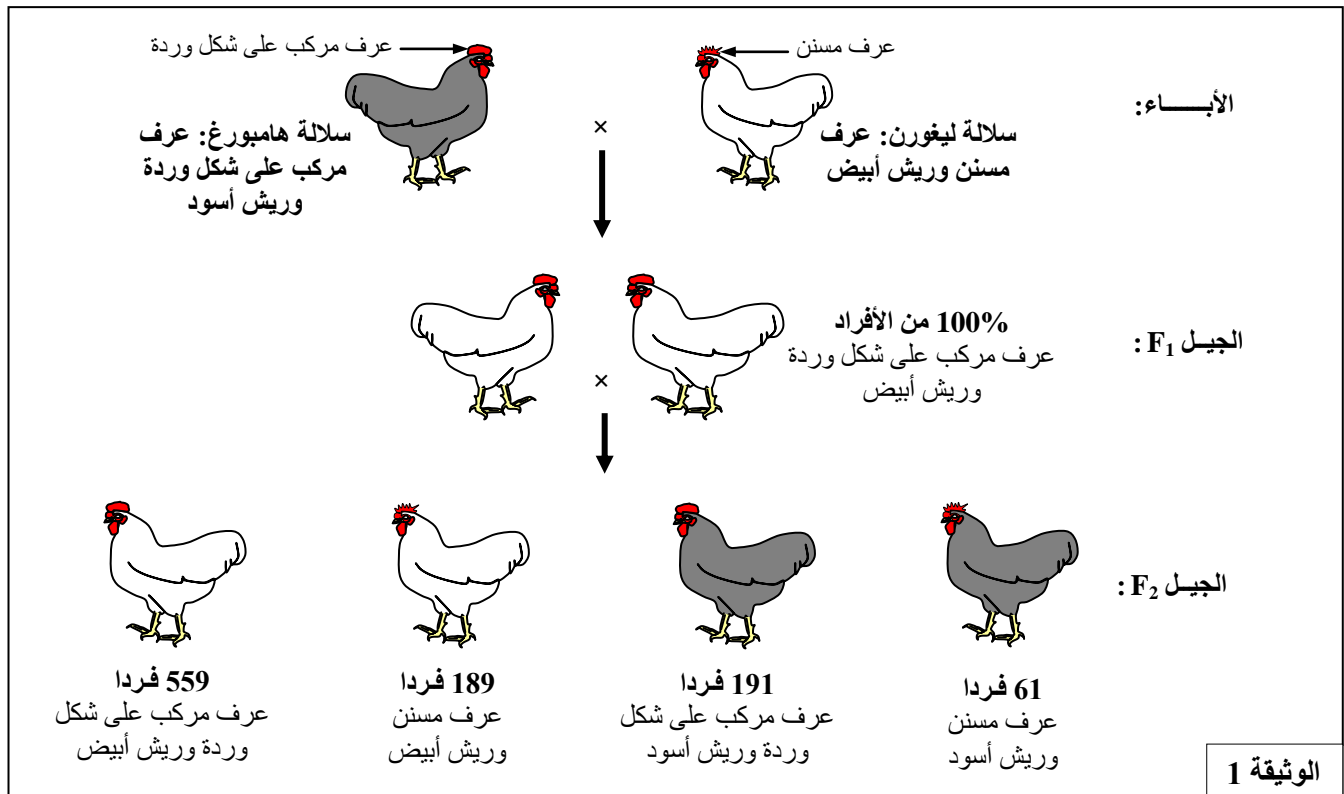 الأبـــــاء:
عرف مسنن
عرف مركب على شكل وردة
سلالة ليغورن: عرف
مسنن وريش أبيض
×
سلالة هامبورغ: عرف
مركب على شكل وردة
وريش أسود
الجيـل F₁ :
100% من الأفراد
عرف مركب على شكل وردة
وريش أبيض
×
الجيـل F₂ :
61 فـردا
عرف مسنن
وريش أسود
191 فـردا
عرف مركب على شكل
وردة وريش أسود
189 فـردا
عرف مسنن
وريش أبيض
559 فـردا
عرف مركب على شكل
وردة وريش أبيض
الوثيقة 1